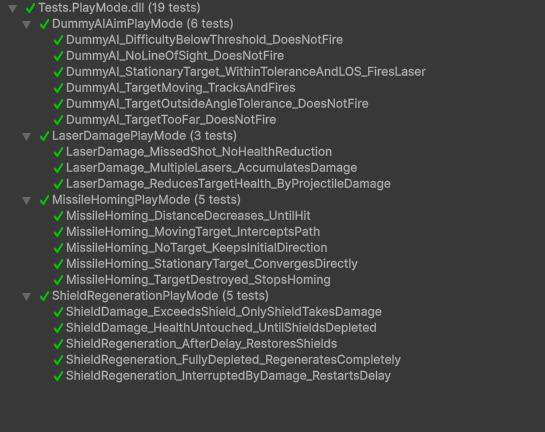 Tests.PlayMode.dll (19 tests)
DummyAIAimPlayMode (6 tests)
DummyAI_DifficultyBelowThreshold_DoesNotFire
DummyAI_NoLineOfSight_DoesNotFire
DummyAI_StationaryTarget_WithinToleranceAndLOS_FiresLaser
DummyAI_TargetMoving_TracksAndFires
DummyAI_TargetOutsideAngleTolerance_DoesNotFire
DummyAI_TargetTooFar_DoesNotFire
LaserDamagePlayMode (3 tests)
LaserDamage_MissedShot_NoHealthReduction
LaserDamage_MultipleLasers_AccumulatesDamage
LaserDamage_ReducesTargetHealth_ByProjectileDamage
MissileHomingPlayMode (5 tests)
MissileHoming_DistanceDecreases_UntilHit
MissileHoming_MovingTarget_InterceptsPath
MissileHoming_NoTarget_KeepsInitialDirection
MissileHoming_StationaryTarget_ConvergesDirectly
MissileHoming_TargetDestroyed_StopsHoming
ShieldRegenerationPlayMode (5 tests)
ShieldDamage_ExceedsShield_OnlyShieldTakesDamage
ShieldDamage_HealthUntouched_UntilShieldsDepleted
ShieldRegeneration_AfterDelay_RestoresShields
ShieldRegeneration_FullyDepleted_RegeneratesCompletely
ShieldRegeneration_InterruptedByDamage_RestartsDelay